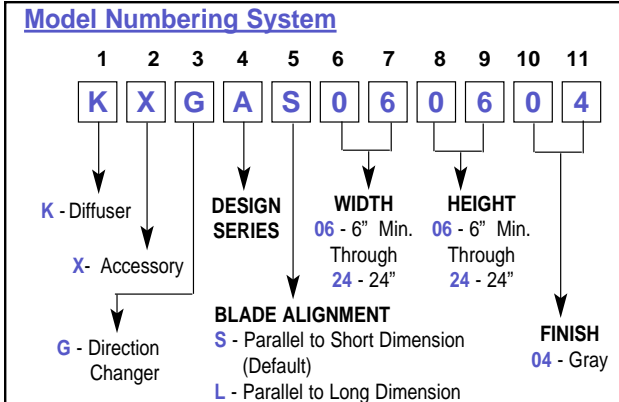 Model Numbering System
1 2 3 4 5 6 7 8 9 10 11
K X G A S 0 6 0 6 0 4
K - Diffuser
X- Accessory
G - Direction
Changer
DESIGN
SERIES
BLADE ALIGNMENT
S - Parallel to Short Dimension
(Default)
L - Parallel to Long Dimension
WIDTH
06 - 6” Min.
Through
24 - 24”
HEIGHT
06 - 6” Min.
Through
24 - 24”
FINISH
04 - Gray